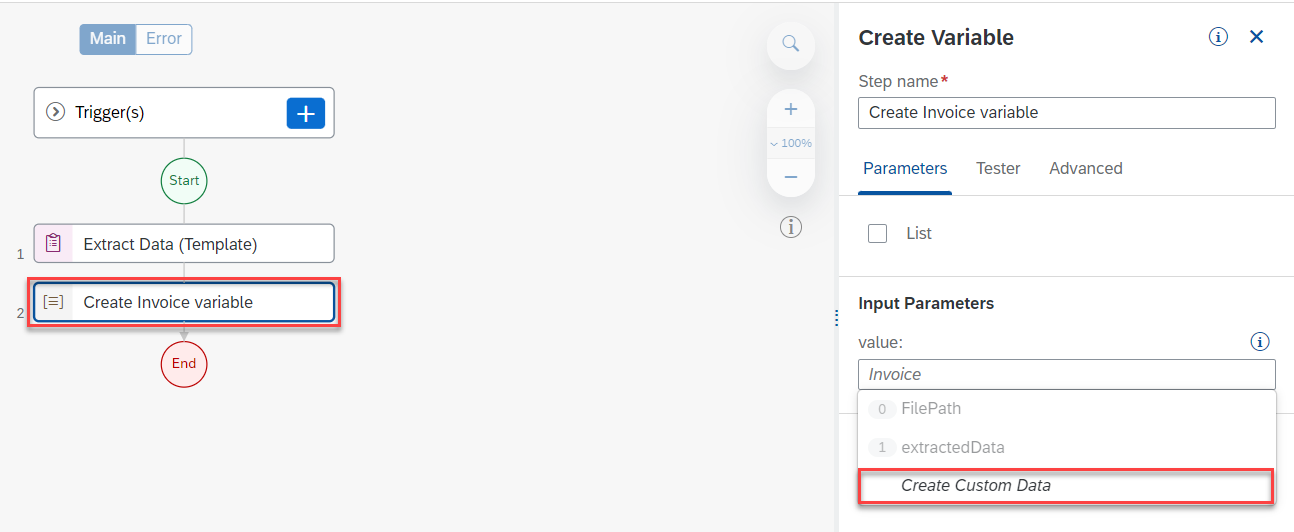 Main Error
Trigger(s)
Start
1 Extract Data (Template)
2 Create Invoice variable
End
100%
Create Variable
Step name*
Create Invoice variable
Parameters Tester Advanced
List
Input Parameters
value:
Invoice
0 FilePath
1 extractedData
Create Custom Data